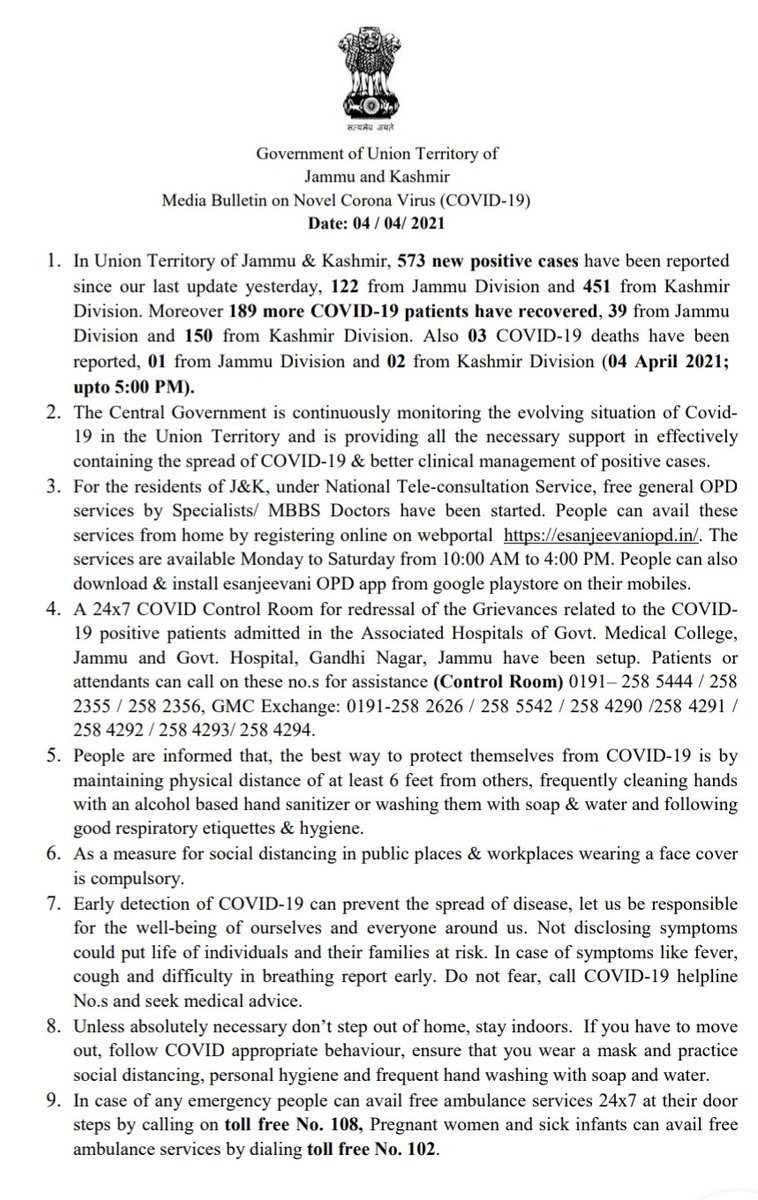 सत्यमेव जयते
Government of Union Territory of
Jammu and Kashmir
Media Bulletin on Novel Corona Virus (COVID-19)
Date: 04 / 04/ 2021
1. In Union Territory of Jammu & Kashmir, 573 new positive cases have been reported
since our last update yesterday, 122 from Jammu Division and 451 from Kashmir
Division. Moreover 189 more COVID-19 patients have recovered, 39 from Jammu
Division and 150 from Kashmir Division. Also 03 COVID-19 deaths have been
reported, 01 from Jammu Division and 02 from Kashmir Division (04 April 2021;
upto 5:00 PM).
2. The Central Government is continuously monitoring the evolving situation of Covid-
19 in the Union Territory and is providing all the necessary support in effectively
containing the spread of COVID-19 & better clinical management of positive cases.
3. For the residents of J&K, under National Tele-consultation Service, free general OPD
services by Specialists/ MBBS Doctors have been started. People can avail these
services from home by registering online on webportal https://esanjeevaniopd.in/. The
services are available Monday to Saturday from 10:00 AM to 4:00 PM. People can also
download & install esanjeevani OPD app from google playstore on their mobiles.
4. A 24x7 COVID Control Room for redressal of the Grievances related to the COVID-
19 positive patients admitted in the Associated Hospitals of Govt. Medical College,
Jammu and Govt. Hospital, Gandhi Nagar, Jammu have been setup. Patients or
attendants can call on these no.s for assistance (Control Room) 0191– 258 5444 / 258
2355 / 258 2356, GMC Exchange: 0191-258 2626 / 258 5542 / 258 4290 /258 4291 /
258 4292 / 258 4293/ 258 4294.
5. People are informed that, the best way to protect themselves from COVID-19 is by
maintaining physical distance of at least 6 feet from others, frequently cleaning hands
with an alcohol based hand sanitizer or washing them with soap & water and following
good respiratory etiquettes & hygiene.
6. As a measure for social distancing in public places & workplaces wearing a face cover
is compulsory.
7. Early detection of COVID-19 can prevent the spread of disease, let us be responsible
for the well-being of ourselves and everyone around us. Not disclosing symptoms
could put life of individuals and their families at risk. In case of symptoms like fever,
cough and difficulty in breathing report early. Do not fear, call COVID-19 helpline
No.s and seek medical advice.
8. Unless absolutely necessary don’t step out of home, stay indoors. If you have to move
out, follow COVID appropriate behaviour, ensure that you wear a mask and practice
social distancing, personal hygiene and frequent hand washing with soap and water.
9. In case of any emergency people can avail free ambulance services 24x7 at their door
steps by calling on toll free No. 108, Pregnant women and sick infants can avail free
ambulance services by dialing toll free No. 102.